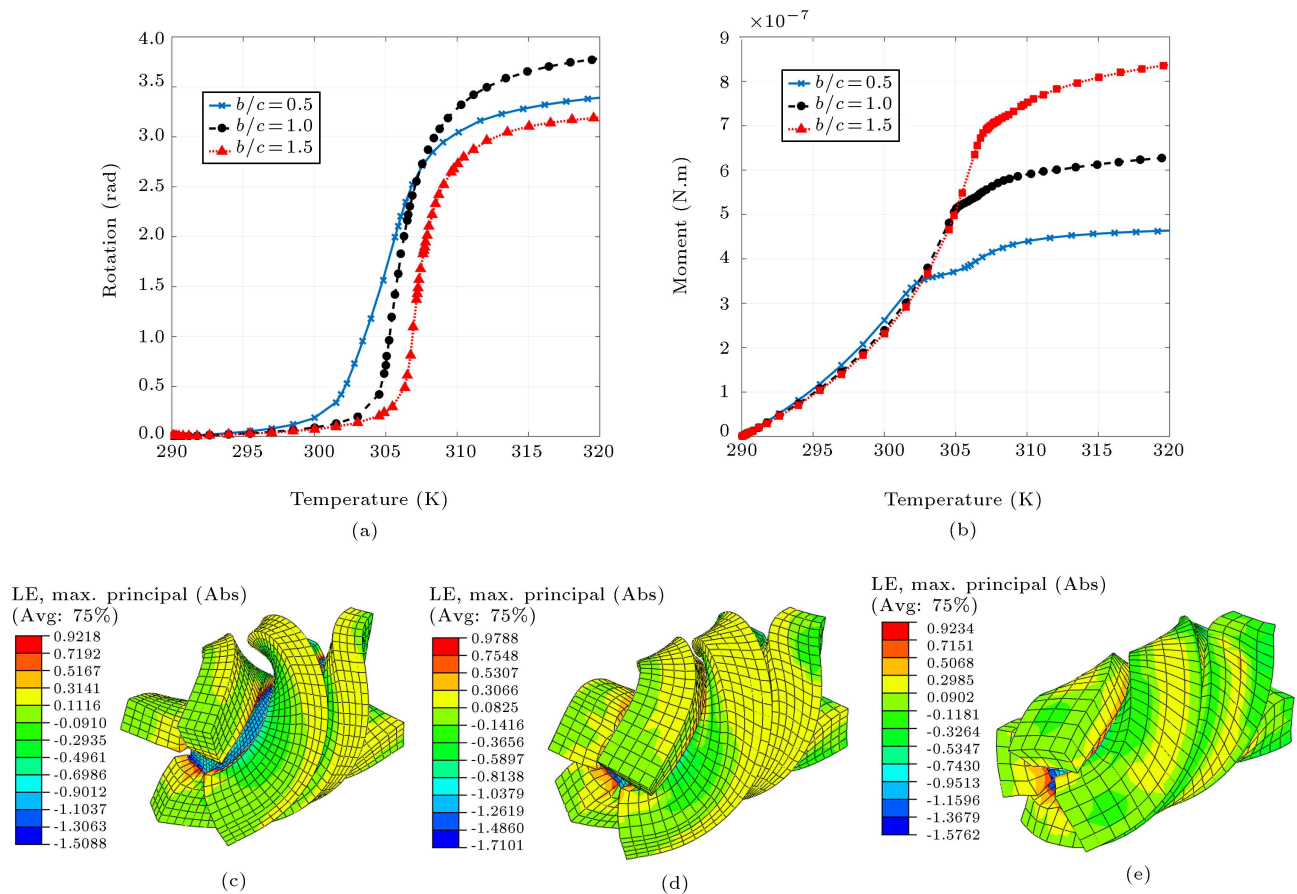 4.0
3.5
3.0
2.5
2.0
1.5
1.0
0.5
0.0
b/c=0.5
b/c=1.0
b/c=1.5
Rotation (rad)
290 295 300 305 310 315 320
Temperature (K)
(a)
×10⁻⁷
9
8
7
6
5
4
3
2
1
0
b/c=0.5
b/c=1.0
b/c=1.5
Moment (N.m)
290 295 300 305 310 315 320
Temperature (K)
(b)
LE, max. principal (Abs)
(Avg: 75%)
0.9218
0.7192
0.5167
0.3141
0.1116
-0.0910
-0.2935
-0.4961
-0.6986
-0.9012
-1.1037
-1.3063
-1.5088
(c)
LE, max. principal (Abs)
(Avg: 75%)
0.9788
0.7548
0.5307
0.3066
0.0825
-0.1416
-0.3656
-0.5897
-0.8138
-1.0379
-1.2619
-1.4860
-1.7101
(d)
LE, max. principal (Abs)
(Avg: 75%)
0.9234
0.7151
0.5068
0.2985
0.0902
-0.1181
-0.3264
-0.5347
-0.7430
-0.9513
-1.1596
-1.3679
-1.5762
(e)